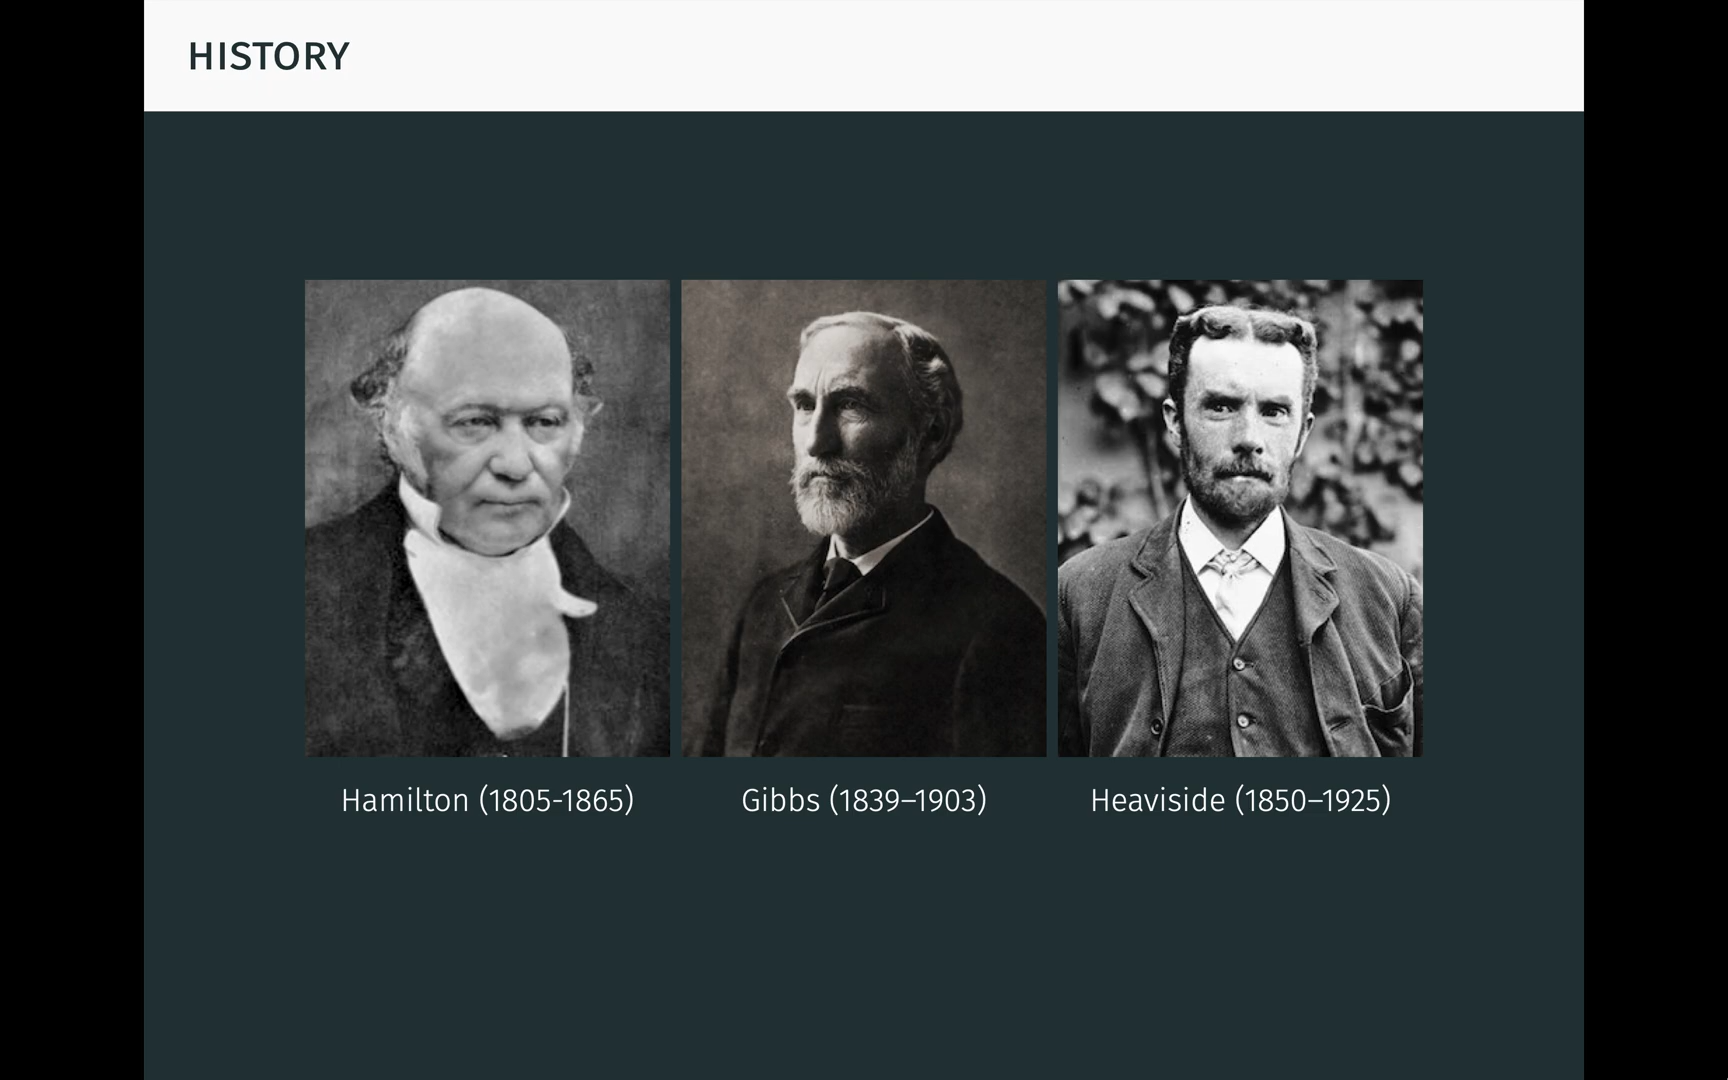 HISTORY
Hamilton (1805-1865)
Gibbs (1839–1903)
Heaviside (1850–1925)